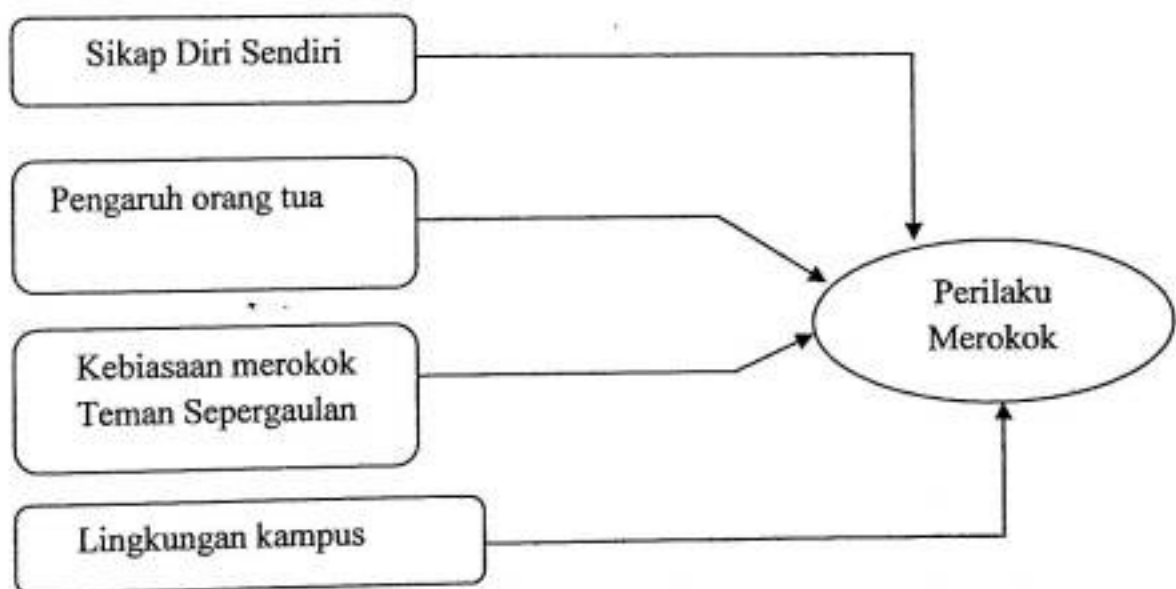 Sikap Diri Sendiri
Pengaruh orang tua
Kebiasaan merokok
Teman Sepergaulan
Lingkungan kampus
Perilaku
Merokok